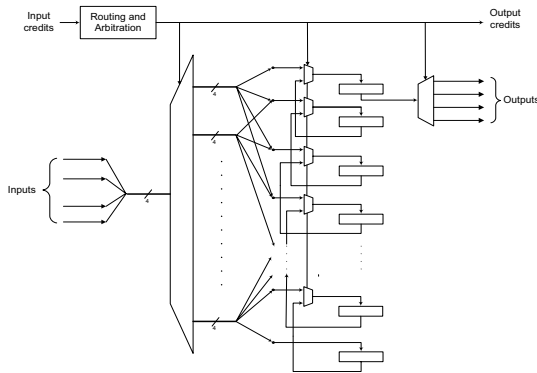 Input
credits
Routing and
Arbitration
Output
credits
4
4
Inputs
4
Outputs
4